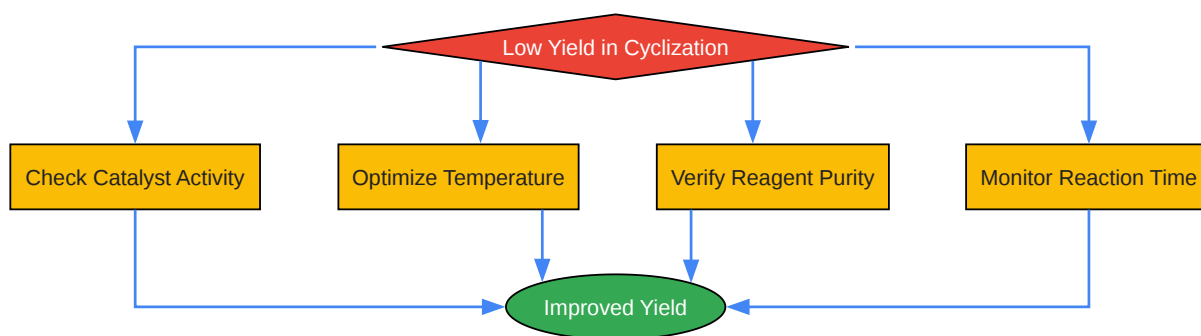 Low Yield in Cyclization
Check Catalyst Activity
Optimize Temperature
Verify Reagent Purity
Monitor Reaction Time
Improved Yield